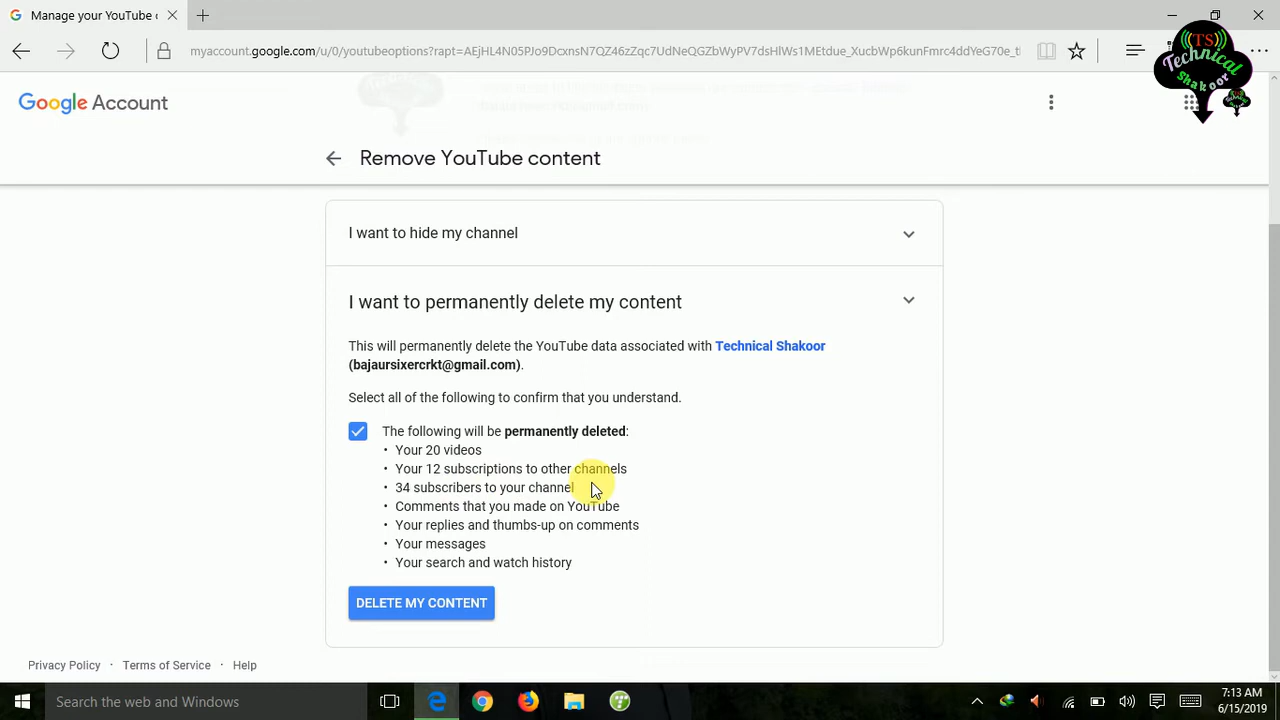 Manage your YouTube c
myaccount.google.com/u/0/youtubeoptions?rapt=AEjHL4N35PJo9DcxnsN7QZ46zZqc7UdNeQGZbWyPV7dsHlWs1MEtdue_XucbWp6kunFmrc4ddYeG70e_t
(TS)
Technical
Shakoor
Google Account
Remove YouTube content
I want to hide my channel
I want to permanently delete my content
This will permanently delete the YouTube data associated with Technical Shakoor
(bajaursixercrkt@gmail.com).
Select all of the following to confirm that you understand.
The following will be permanently deleted:
• Your 20 videos
• Your 12 subscriptions to other channels
• 34 subscribers to your channel
• Comments that you made on YouTube
• Your replies and thumbs-up on comments
• Your messages
• Your search and watch history
DELETE MY CONTENT
Privacy Policy · Terms of Service · Help
Search the web and Windows
7:13 AM
6/15/2019